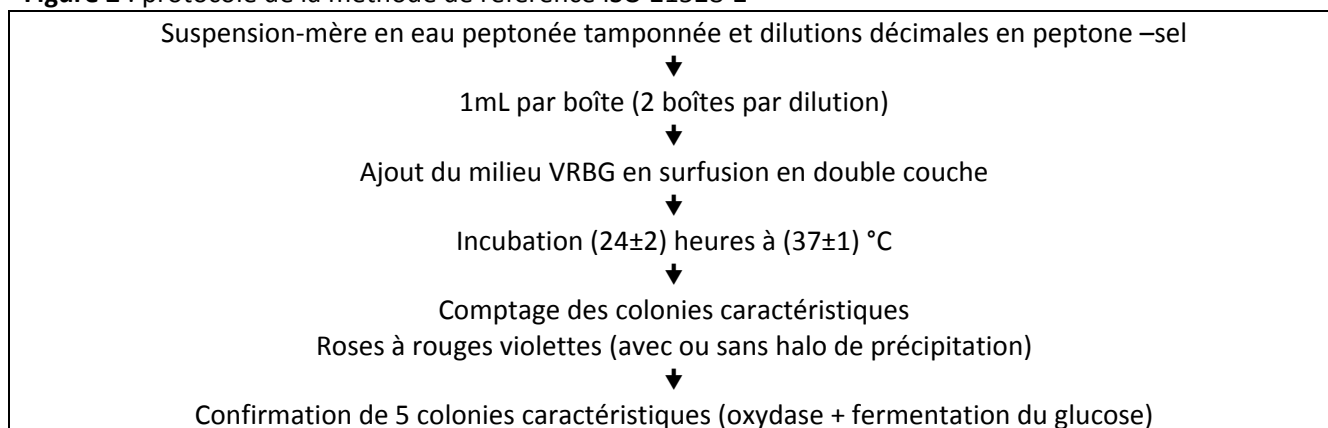 Figure 2 : protocole de la méthode de référence ISO 21528-2
Suspension-mère en eau peptonée tamponnée et dilutions décimales en peptone –sel
1mL par boîte (2 boîtes par dilution)
Ajout du milieu VRBG en surfusion en double couche
Incubation (24±2) heures à (37±1) °C
Comptage des colonies caractéristiques
Roses à rouges violettes (avec ou sans halo de précipitation)
Confirmation de 5 colonies caractéristiques (oxydase + fermentation du glucose)